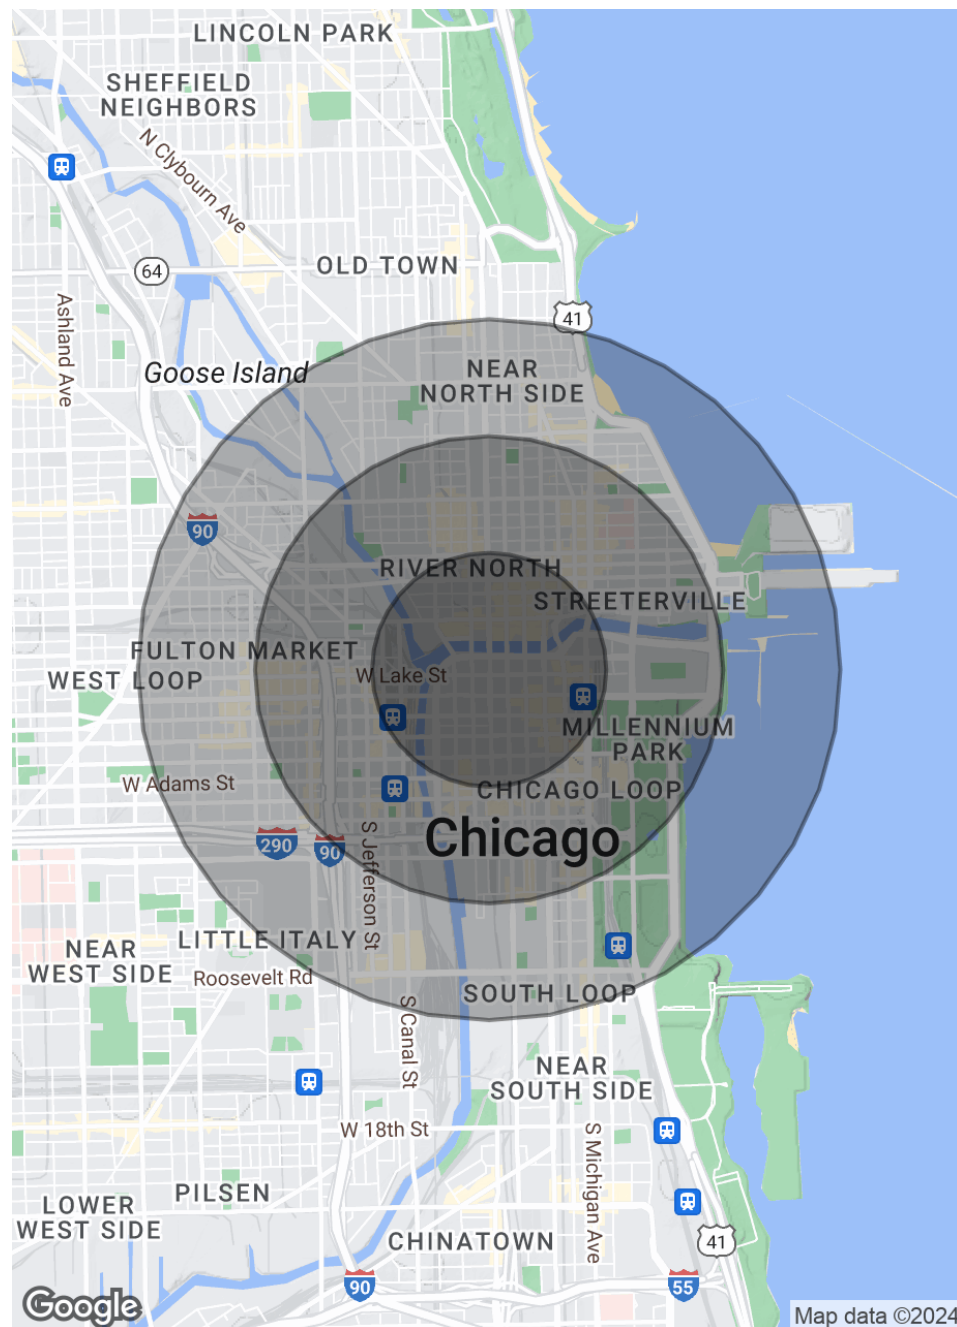 LINCOLN PARK
SHEFFIELD
NEIGHBORS
N Clybourn Ave
OLD TOWN
64
Ashland Ave
41
Goose Island
NEAR
NORTH SIDE
90
RIVER NORTH
STREETERVILLE
FULTON MARKET
WEST LOOP
W Lake St
MILLENNIUM
PARK
W Adams St
CHICAGO LOOP
Chicago
290
90
S Jefferson St
NEAR
WEST SIDE
LITTLE ITALY
Roosevelt Rd
SOUTH LOOP
S Canal St
NEAR
SOUTH SIDE
W 18th St
S Michigan Ave
PILSEN
LOWER
WEST SIDE
CHINATOWN
41
90
55
Google
Map data ©2024